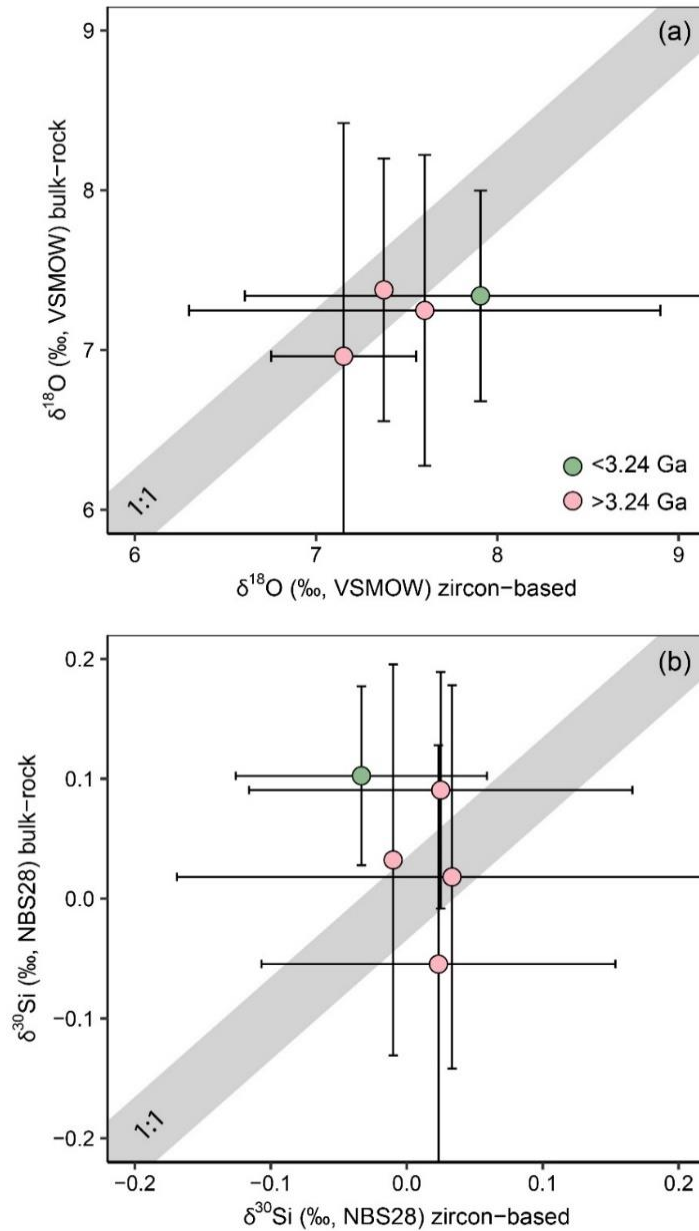 (a)
9
8
7
6
δ¹⁸O (‰, VSMOW) bulk−rock
1:1
<3.24 Ga
>3.24 Ga
6 7 8 9
δ¹⁸O (‰, VSMOW) zircon−based
(b)
0.2
0.1
0.0
−0.1
−0.2
δ³⁰Si (‰, NBS28) bulk−rock
1:1
−0.2 −0.1 0.0 0.1 0.2
δ³⁰Si (‰, NBS28) zircon−based